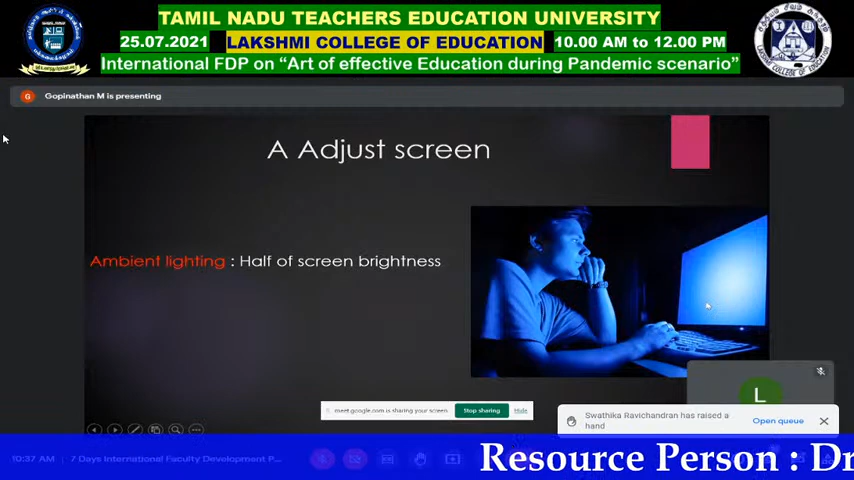 TAMIL NADU TEACHERS EDUCATION UNIVERSITY
25.07.2021 LAKSHMI COLLEGE OF EDUCATION 10.00 AM to 12.00 PM
International FDP on “Art of effective Education during Pandemic scenario”
G Gopinathan M is presenting
A Adjust screen
Ambient lighting : Half of screen brightness
L
meet.google.com is sharing your screen. Stop sharing Hide
Swathika Ravichandran has raised a
hand
Open queue
10:37 AM | 7 Days International Faculty Development P...
Resource Person : Dr